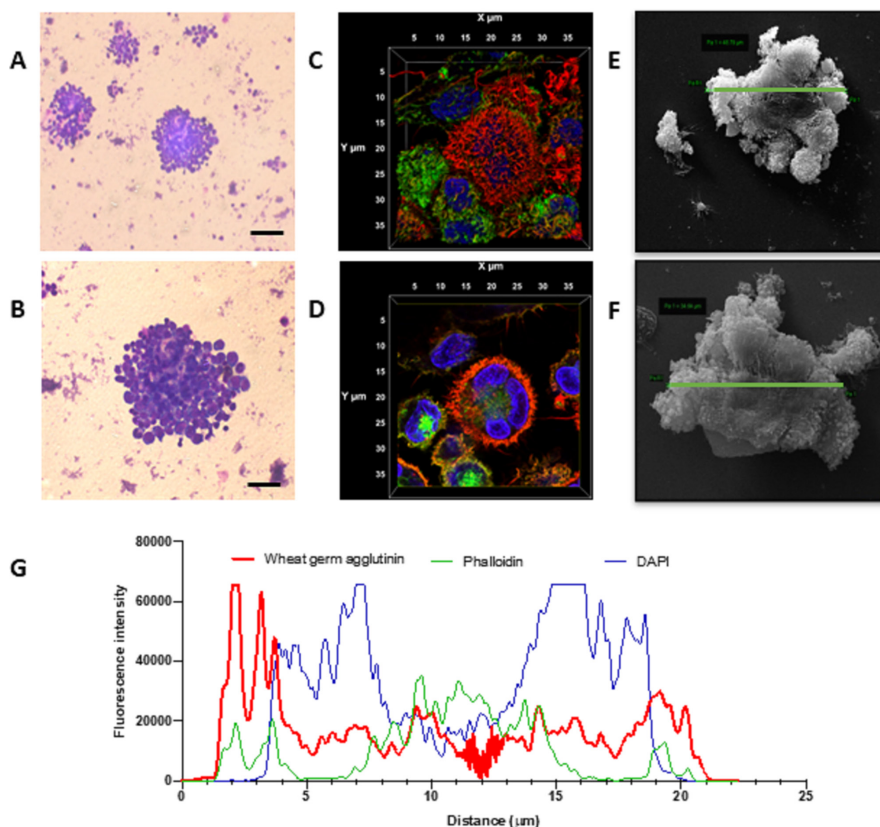 A
B
C
X µm
5 10 15 20 25 30 35
Y µm
5
10
15
20
25
30
35
D
X µm
5 10 15 20 25 30 35
Y µm
5
10
15
20
25
30
35
E
F
G
Wheat germ agglutinin
Phalloidin
DAPI
Fluorescence intensity
80000
60000
40000
20000
0
0 5 10 15 20 25
Distance (µm)